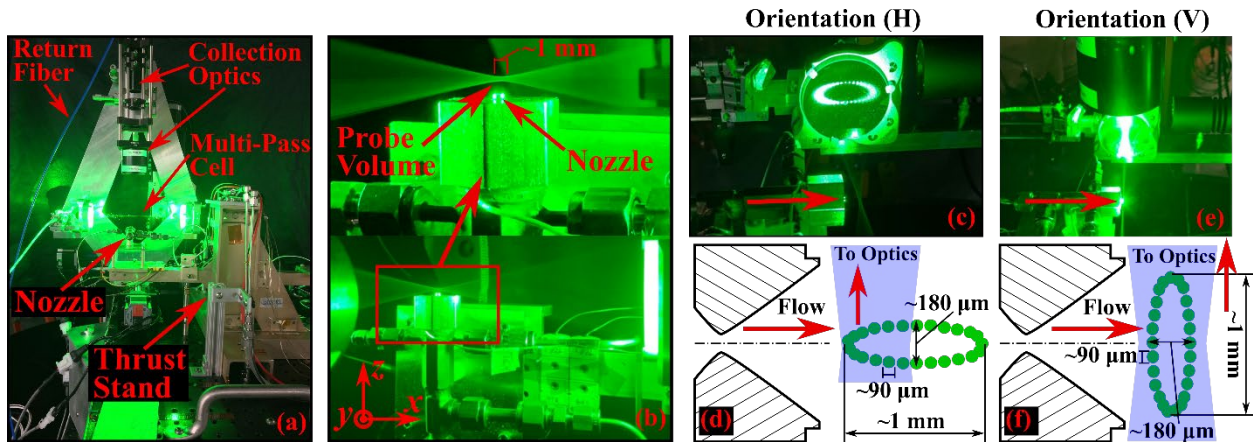 Return
Fiber
Collection
Optics
Multi-Pass
Cell
Nozzle
Thrust
Stand
(a)
~1 mm
Probe
Volume
Nozzle
z
y
x
(b)
Orientation (H)
(c)
To Optics
Flow
~180 µm
~90 µm
~1 mm
(d)
Orientation (V)
(e)
To Optics
Flow
~90 µm
~1 mm
~180 µm
(f)